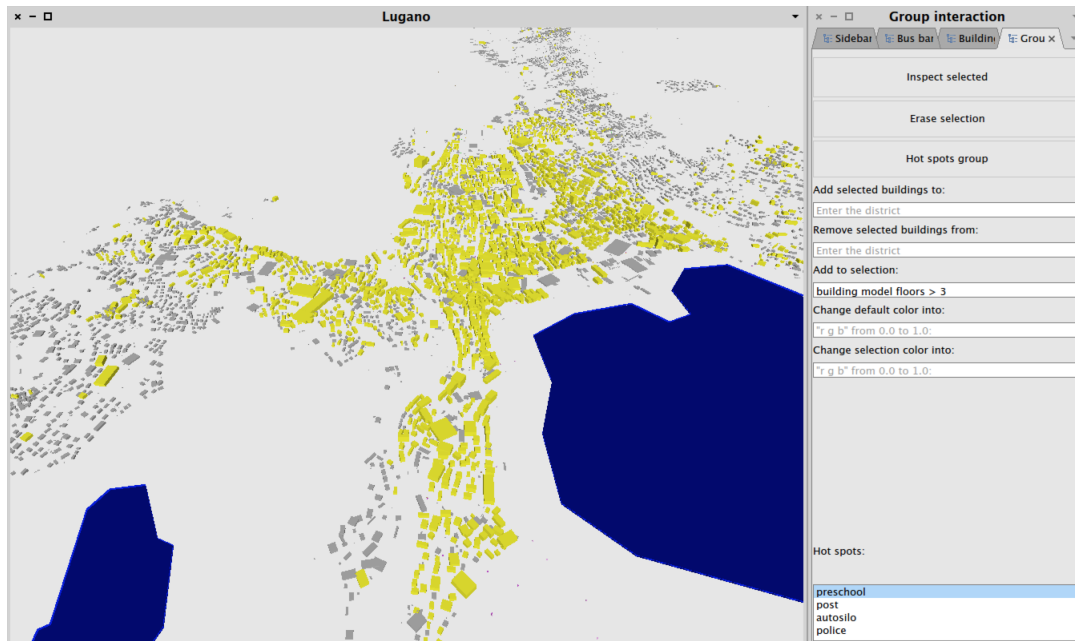 Lugano
Group interaction
Sidebar
Bus bar
Building
Grou
Inspect selected
Erase selection
Hot spots group
Add selected buildings to:
Enter the district
Remove selected buildings from:
Enter the district
Add to selection:
building model floors > 3
Change default color into:
"r g b" from 0.0 to 1.0:
Change selection color into:
"r g b" from 0.0 to 1.0:
Hot spots:
preschool
post
autosilo
police